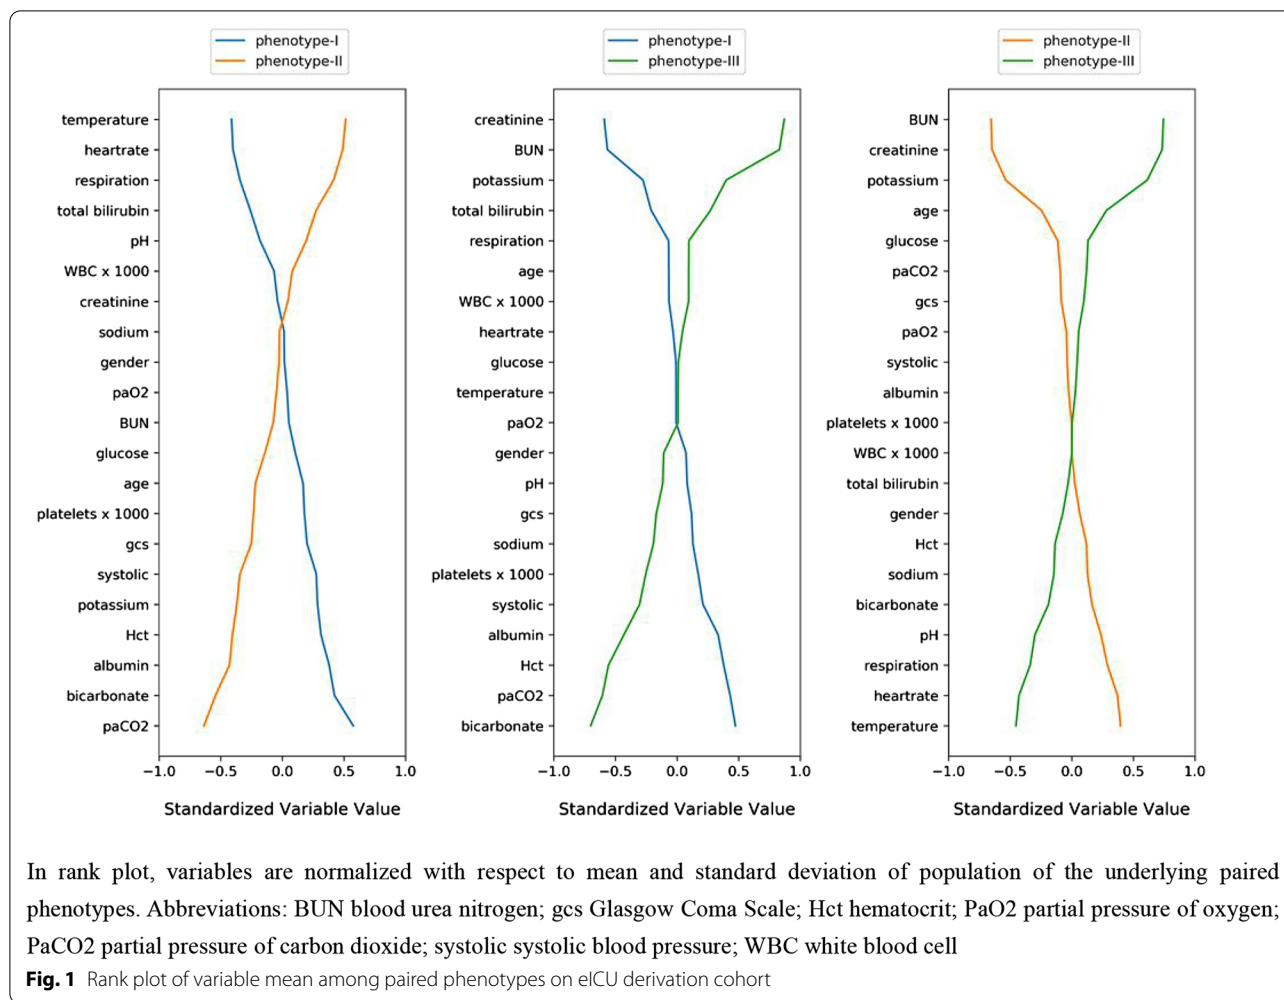 phenotype-I
phenotype-II
temperature
heartrate
respiration
total bilirubin
pH
WBC x 1000
creatinine
sodium
gender
paO2
BUN
glucose
age
platelets x 1000
gcs
systolic
potassium
Hct
albumin
bicarbonate
paCO2
−1.0 −0.5 0.0 0.5 1.0
Standardized Variable Value
phenotype-I
phenotype-III
creatinine
BUN
potassium
total bilirubin
respiration
age
WBC x 1000
heartrate
glucose
temperature
paO2
gender
pH
gcs
sodium
platelets x 1000
systolic
albumin
Hct
paCO2
bicarbonate
−1.0 −0.5 0.0 0.5 1.0
Standardized Variable Value
phenotype-II
phenotype-III
BUN
creatinine
potassium
age
glucose
paCO2
gcs
paO2
systolic
albumin
platelets x 1000
WBC x 1000
total bilirubin
gender
Hct
sodium
bicarbonate
pH
respiration
heartrate
temperature
−1.0 −0.5 0.0 0.5 1.0
Standardized Variable Value
In rank plot, variables are normalized with respect to mean and standard deviation of population of the underlying paired
phenotypes. Abbreviations: BUN blood urea nitrogen; gcs Glasgow Coma Scale; Hct hematocrit; PaO2 partial pressure of oxygen;
PaCO2 partial pressure of carbon dioxide; systolic systolic blood pressure; WBC white blood cell
Fig. 1 Rank plot of variable mean among paired phenotypes on eICU derivation cohort